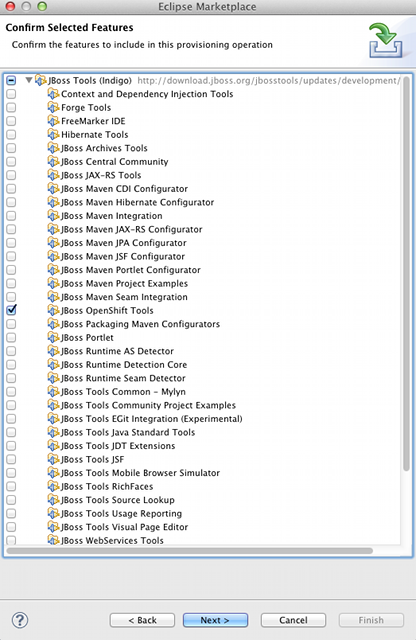 Eclipse Marketplace
Confirm Selected Features
Confirm the features to include in this provisioning operation
JBoss Tools (Indigo) http://download.jboss.org/jbosstools/updates/development/
Context and Dependency Injection Tools
Forge Tools
FreeMarker IDE
Hibernate Tools
JBoss Archives Tools
JBoss Central Community
JBoss JAX-RS Tools
JBoss Maven CDI Configurator
JBoss Maven Hibernate Configurator
JBoss Maven Integration
JBoss Maven JAX-RS Configurator
JBoss Maven JPA Configurator
JBoss Maven JSF Configurator
JBoss Maven Portlet Configurator
JBoss Maven Project Examples
JBoss Maven Seam Integration
JBoss OpenShift Tools
JBoss Packaging Maven Configurators
JBoss Portlet
JBoss Runtime AS Detector
JBoss Runtime Detection Core
JBoss Runtime Seam Detector
JBoss Tools Common - Mylyn
JBoss Tools Community Project Examples
JBoss Tools EGit Integration (Experimental)
JBoss Tools Java Standard Tools
JBoss Tools JDT Extensions
JBoss Tools JSF
JBoss Tools Mobile Browser Simulator
JBoss Tools RichFaces
JBoss Tools Source Lookup
JBoss Tools Usage Reporting
JBoss Tools Visual Page Editor
JBoss WebServices Tools
? < Back Next > Cancel Finish